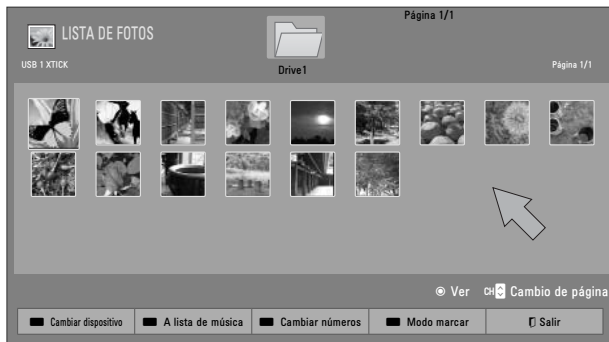 Página 1/1
LISTA DE FOTOS
USB 1 XTICK
Drive1
Página 1/1
Ver CH Cambio de página
Cambiar dispositivo A lista de música Cambiar números Modo marcar Salir